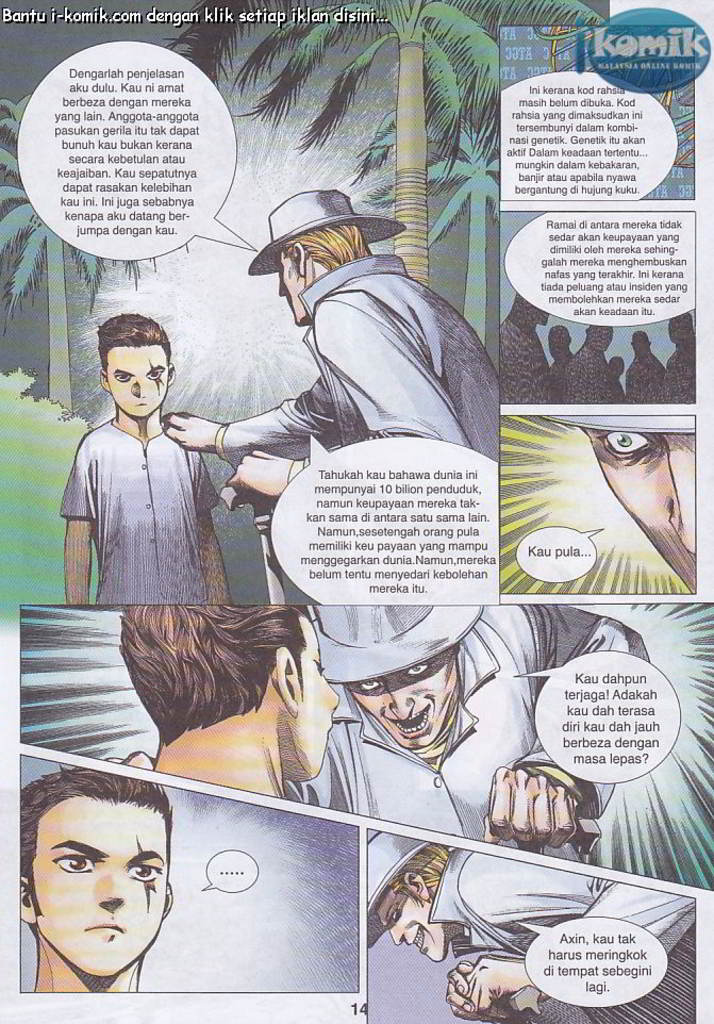 Bantu i-komik.com dengan klik setiap iklan disini...
ikomik
MALAYSIA ONLINE KOMIK
Dengarlah penjelasan
aku dulu. Kau ni amat
berbeza dengan mereka
yang lain. Anggota-anggota
pasukan gerila itu tak dapat
bunuh kau bukan kerana
secara kebetulan atau
keajaiban. Kau sepatutnya
dapat rasakan kelebihan
kau ini. Ini juga sebabnya
kenapa aku datang ber-
jumpa dengan kau.
Tahukah kau bahawa dunia ini
mempunyai 10 bilion penduduk,
namun keupayaan mereka tak-
kan sama di antara satu sama lain.
Namun,setengah orang pula
memiliki keu payaan yang mampu
menggegarkan dunia.Namun,mereka
belum tentu menyedari kebolehan
mereka itu.
Ini kerana kod rahsia
masih belum dibuka. Kod
rahsia yang dimaksudkan ini
tersembunyi dalam kombi-
nasi genetik. Genetik itu akan
aktif Dalam keadaan tertentu...
mungkin dalam kebakaran,
banjir atau apabila nyawa
bergantung di hujung kuku.
Ramai di antara mereka tidak
sedar akan keupayaan yang
dimiliki oleh mereka sehing-
galah mereka menghembuskan
nafas yang terakhir. Ini kerana
tiada peluang atau insiden yang
membolehkan mereka sedar
akan keadaan itu.
Kau pula...
Kau dahpun
terjaga! Adakah
kau dah terasa
diri kau dah jauh
berbeza dengan
masa lepas?
.....
Axin, kau tak
harus meringkok
di tempat sebegini
lagi.
14